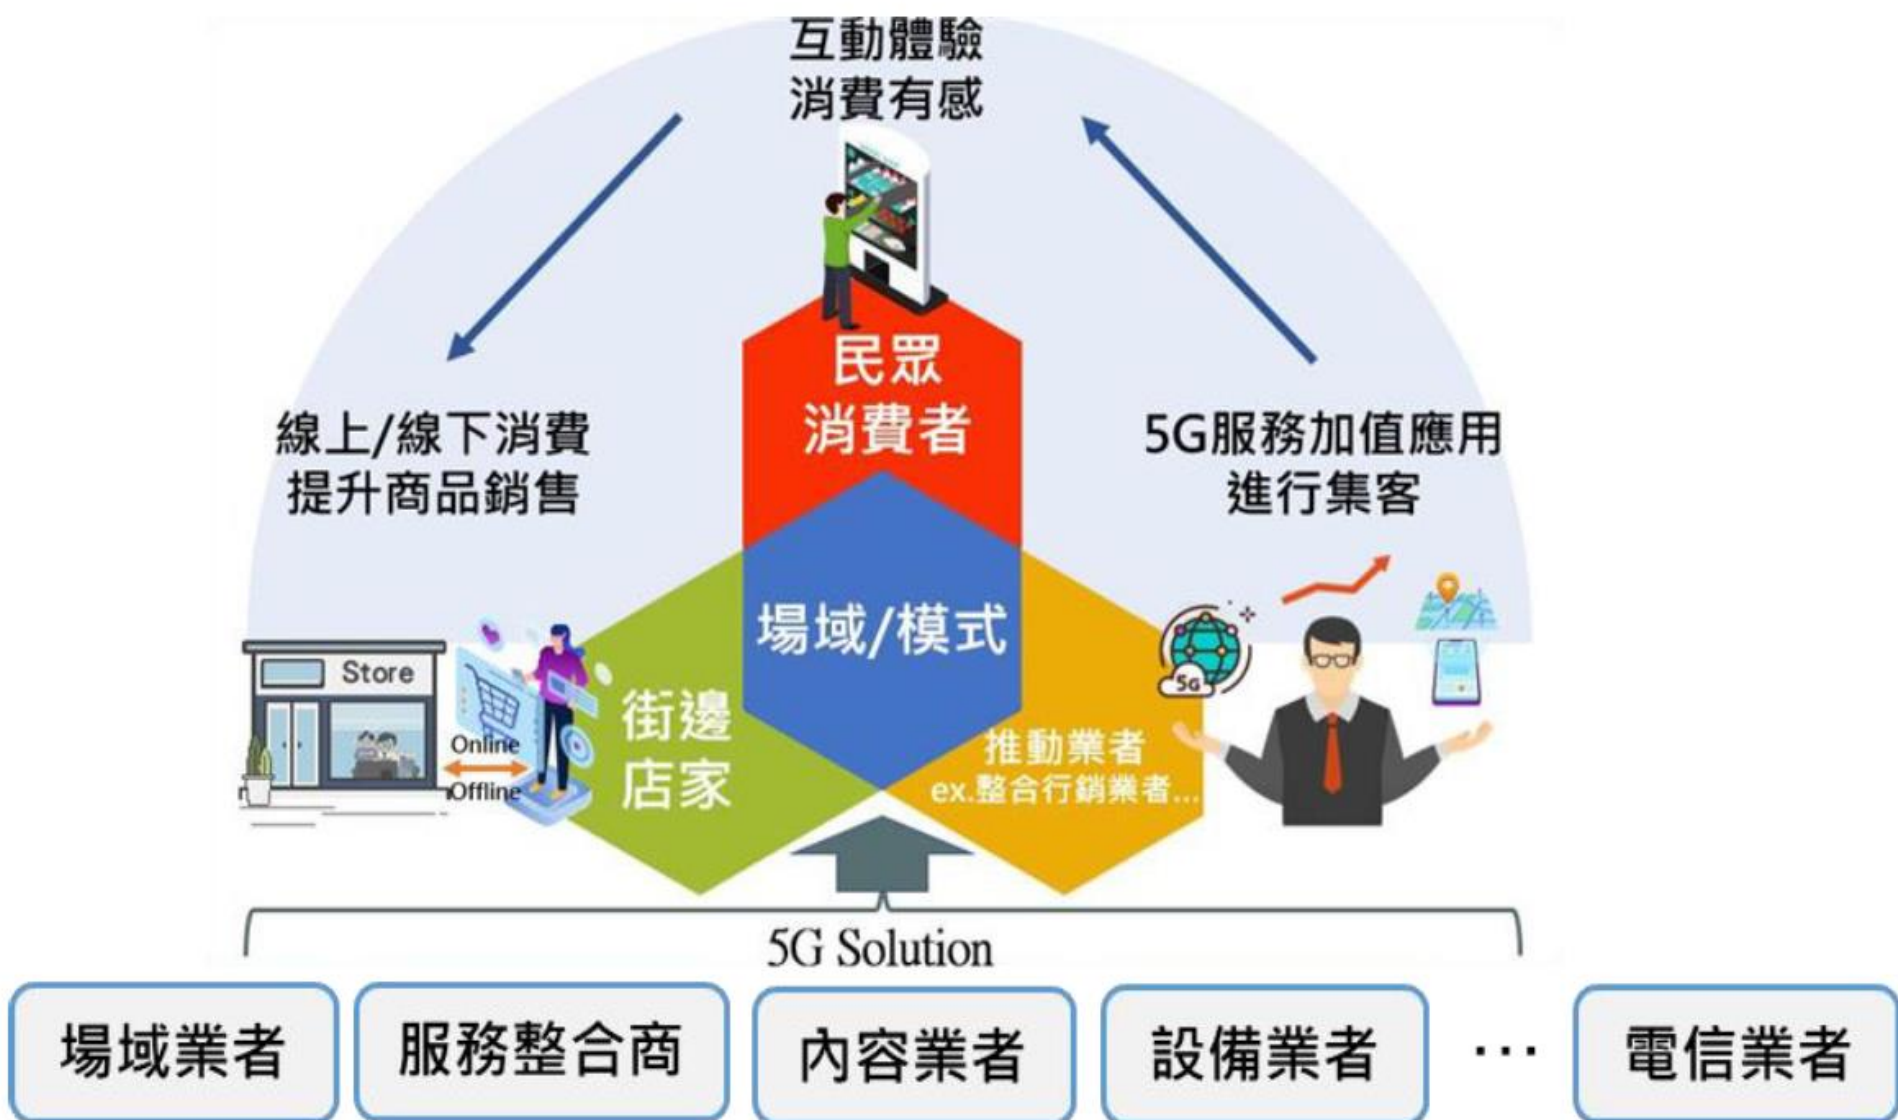 互動體驗
消費有感
民眾
消費者
線上/線下消費
提升商品銷售
5G服務加值應用
進行集客
場域/模式
Store
Online
Offline
街邊
店家
5G
推動業者
ex.整合行銷業者...
5G Solution
場域業者
服務整合商
內容業者
設備業者
...
電信業者